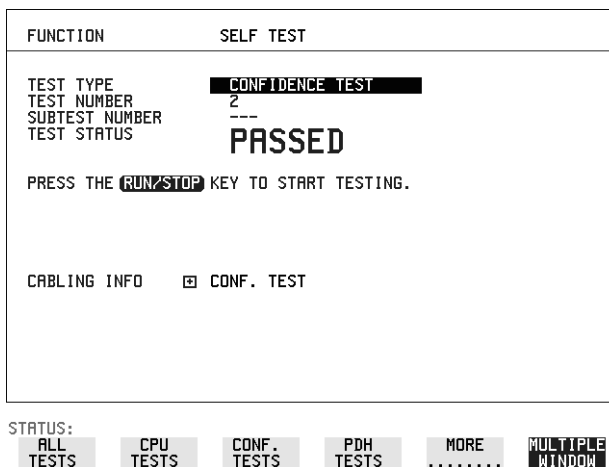 FUNCTION SELF TEST
TEST TYPE CONFIDENCE TEST
TEST NUMBER 2
SUBTEST NUMBER ---
TEST STATUS PASSED
PRESS THE RUN/STOP KEY TO START TESTING.
CABLING INFO + CONF. TEST
STATUS:
ALL TESTS CPU TESTS CONF. TESTS PDH TESTS MORE ........ MULTIPLE WINDOW